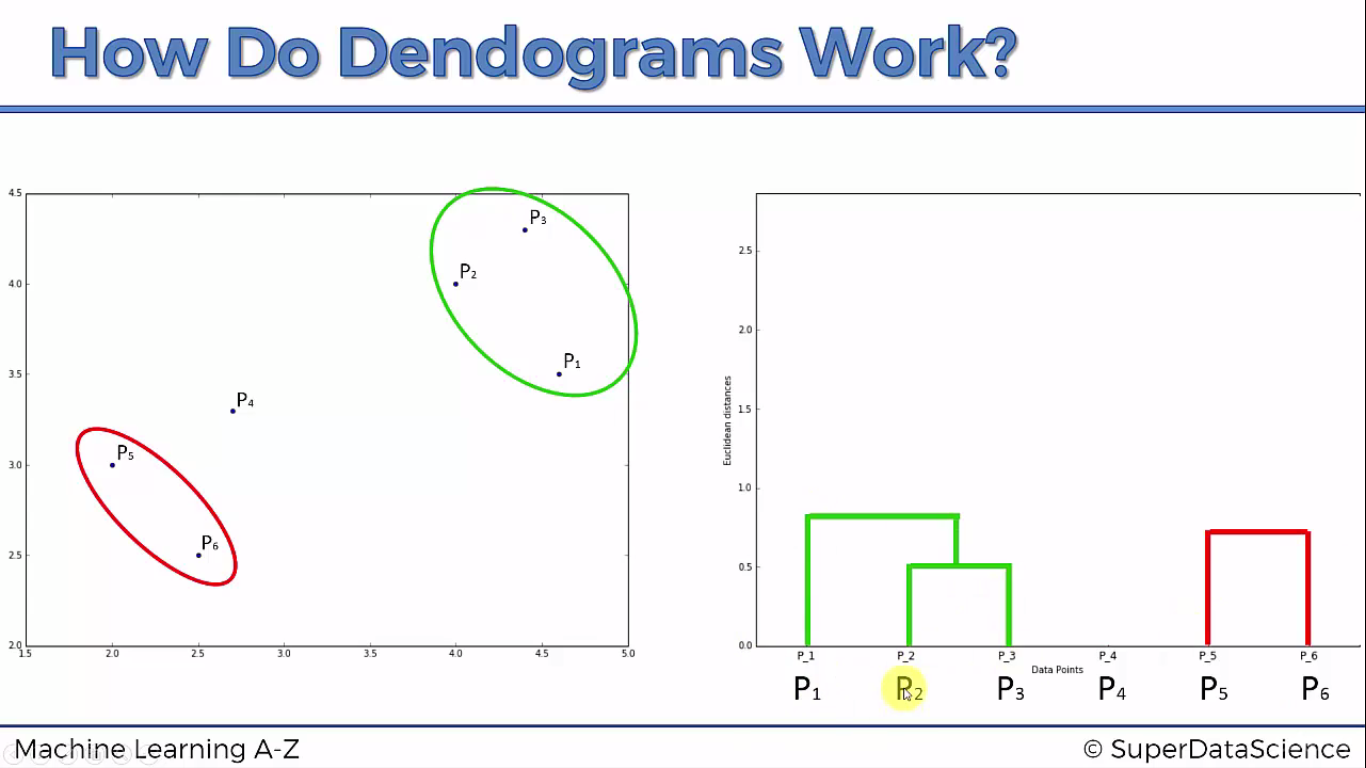 How Do Dendograms Work?
4.5
4.0
3.5
3.0
2.5
2.0
1.5 2.0 2.5 3.0 3.5 4.0 4.5 5.0
P₃
P₂
P₁
P₄
P₅
P₆
Euclidean distances
2.5
2.0
1.5
1.0
0.5
0.0
P_1 P_2 P_3 P_4 P_5 P_6
Data Points
P₁ P₂ P₃ P₄ P₅ P₆
Machine Learning A-Z
© SuperDataScience